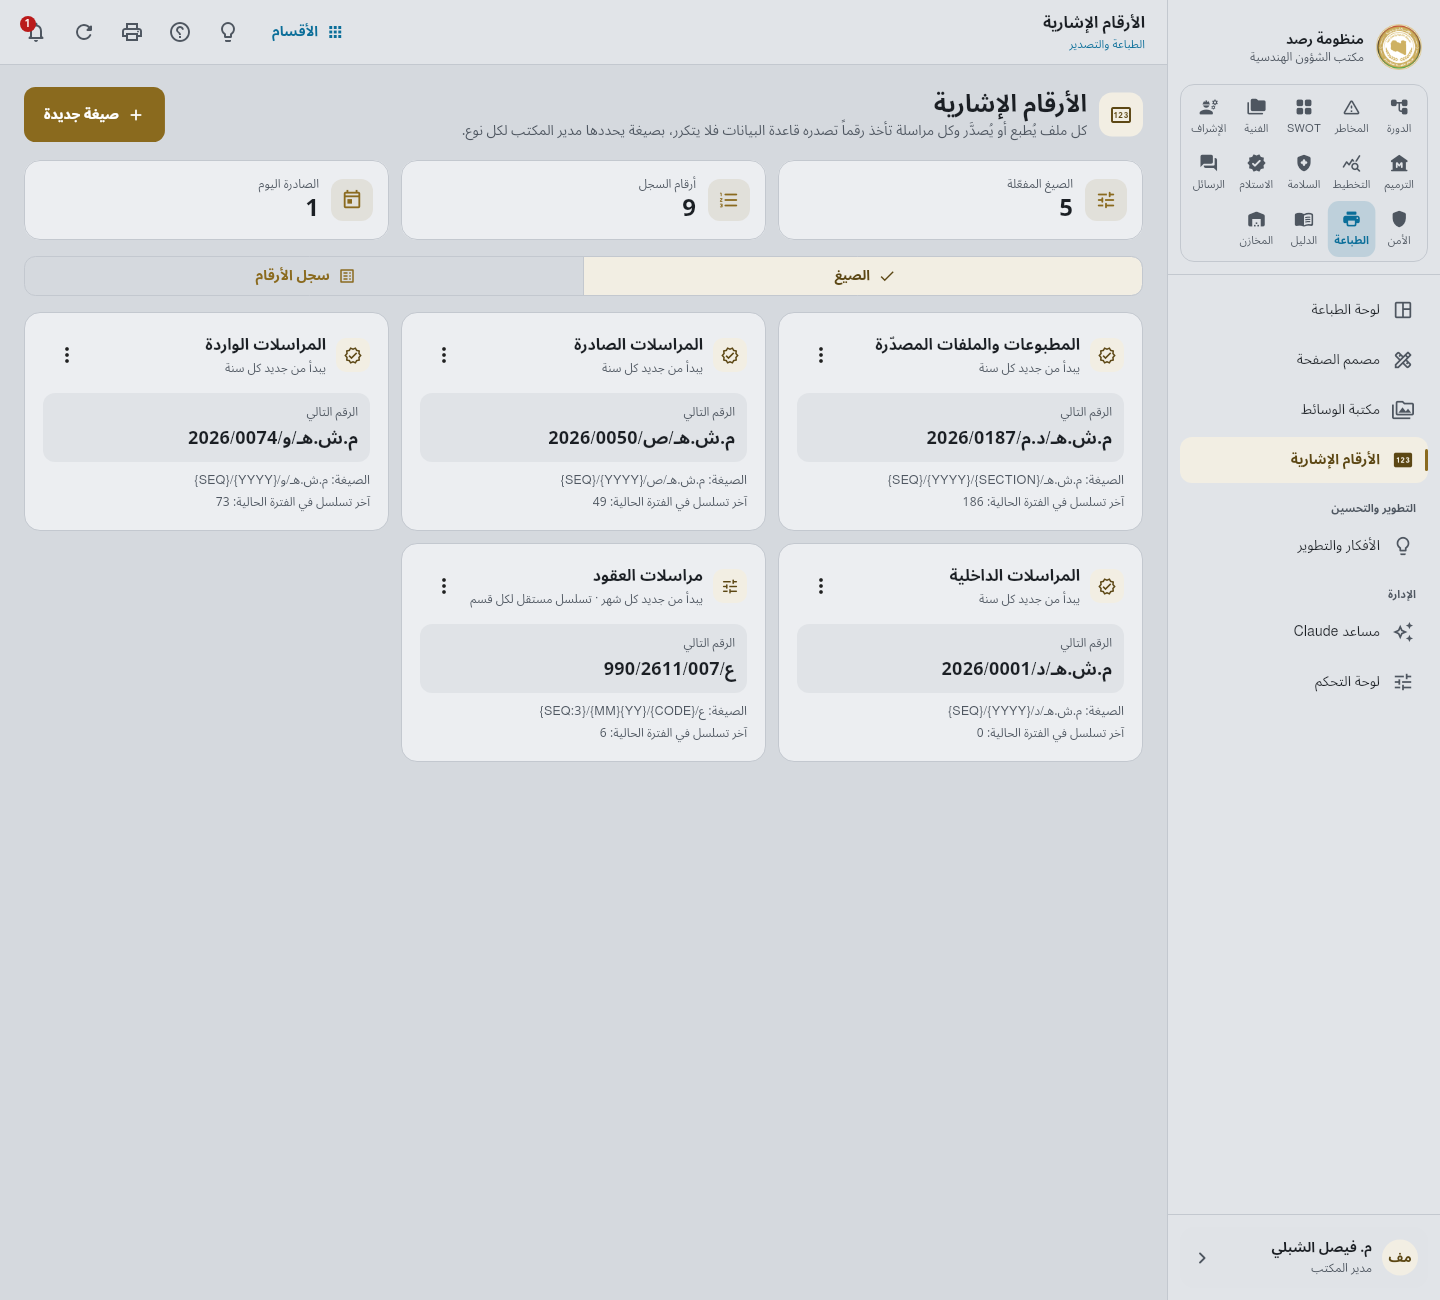 منظومة رصد
مكتب الشؤون الهندسية
الدورة
المخاطر
SWOT
الفنية
الإشراف
الترميم
التخطيط
السلامة
الاستلام
الرسائل
الأمن
الطباعة
الدليل
المخازن
لوحة الطباعة
مصمم الصفحة
مكتبة الوسائط
الأرقام الإشارية
التطوير والتحسين
الأفكار والتطوير
الإدارة
مساعد Claude
لوحة التحكم
مف
م. فيصل الشبلي
مدير المكتب
الأرقام الإشارية
الطباعة والتصدير
الأقسام
1
الأرقام الإشارية
كل ملف يُطبع أو يُصدَّر وكل مراسلة تأخذ رقماً تصدره قاعدة البيانات فلا يتكرر، بصيغة يحددها مدير المكتب لكل نوع.
صيغة جديدة
الصيغ المفعّلة
5
أرقام السجل
9
الصادرة اليوم
1
الصيغ
سجل الأرقام
المطبوعات والملفات المصدّرة
يبدأ من جديد كل سنة
الرقم التالي
م.ش.هـ/د.م/2026/0187
الصيغة: م.ش.هـ/{SECTION}/{YYYY}/{SEQ}
آخر تسلسل في الفترة الحالية: 186
المراسلات الصادرة
يبدأ من جديد كل سنة
الرقم التالي
م.ش.هـ/ص/2026/0050
الصيغة: م.ش.هـ/ص/{YYYY}/{SEQ}
آخر تسلسل في الفترة الحالية: 49
المراسلات الواردة
يبدأ من جديد كل سنة
الرقم التالي
م.ش.هـ/و/2026/0074
الصيغة: م.ش.هـ/و/{YYYY}/{SEQ}
آخر تسلسل في الفترة الحالية: 73
المراسلات الداخلية
يبدأ من جديد كل سنة
الرقم التالي
م.ش.هـ/د/2026/0001
الصيغة: م.ش.هـ/د/{YYYY}/{SEQ}
آخر تسلسل في الفترة الحالية: 0
مراسلات العقود
يبدأ من جديد كل شهر · تسلسل مستقل لكل قسم
الرقم التالي
ع/990/2611/007
الصيغة: ع/{CODE}/{YY}{MM}/{SEQ:3}
آخر تسلسل في الفترة الحالية: 6